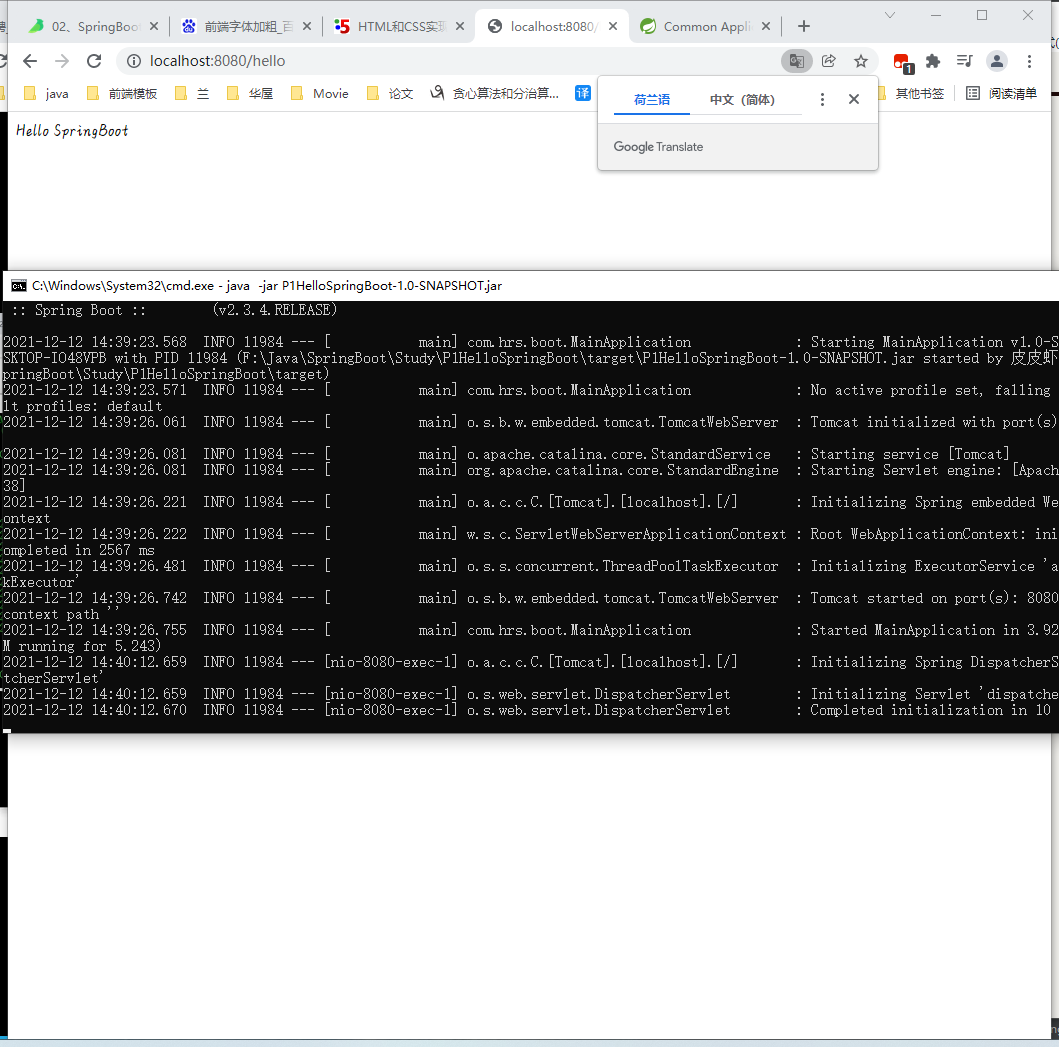 02、SpringBoo
前端字体加粗_百
HTML和CSS实现
localhost:8080/
Common Appli
localhost:8080/hello
1
java
前端模板
兰
华屋
Movie
论文
贪心算法和分治算...
译
其他书签
阅读清单
荷兰语
中文（简体）
Google Translate
Hello SpringBoot
C:\Windows\System32\cmd.exe - java -jar P1HelloSpringBoot-1.0-SNAPSHOT.jar
:: Spring Boot :: (v2.3.4.RELEASE)
2021-12-12 14:39:23.568 INFO 11984 --- [ main] com.hrs.boot.MainApplication : Starting MainApplication v1.0-S
SKTOP-IO48VPB with PID 11984 (F:\Java\SpringBoot\Study\P1HelloSpringBoot\target\P1HelloSpringBoot-1.0-SNAPSHOT.jar started by 皮皮虾
pringBoot\Study\P1HelloSpringBoot\target)
2021-12-12 14:39:23.571 INFO 11984 --- [ main] com.hrs.boot.MainApplication : No active profile set, falling
lt profiles: default
2021-12-12 14:39:26.061 INFO 11984 --- [ main] o.s.b.w.embedded.tomcat.TomcatWebServer : Tomcat initialized with port(s)
2021-12-12 14:39:26.081 INFO 11984 --- [ main] o.apache.catalina.core.StandardService : Starting service [Tomcat]
2021-12-12 14:39:26.081 INFO 11984 --- [ main] org.apache.catalina.core.StandardEngine : Starting Servlet engine: [Apach
38]
2021-12-12 14:39:26.221 INFO 11984 --- [ main] o.a.c.c.C.[Tomcat].[localhost].[/] : Initializing Spring embedded We
ontext
2021-12-12 14:39:26.222 INFO 11984 --- [ main] w.s.c.ServletWebServerApplicationContext : Root WebApplicationContext: ini
ompleted in 2567 ms
2021-12-12 14:39:26.481 INFO 11984 --- [ main] o.s.s.concurrent.ThreadPoolTaskExecutor : Initializing ExecutorService 'a
kExecutor'
2021-12-12 14:39:26.742 INFO 11984 --- [ main] o.s.b.w.embedded.tomcat.TomcatWebServer : Tomcat started on port(s): 8080
context path ''
2021-12-12 14:39:26.755 INFO 11984 --- [ main] com.hrs.boot.MainApplication : Started MainApplication in 3.92
M running for 5.243)
2021-12-12 14:40:12.659 INFO 11984 --- [nio-8080-exec-1] o.a.c.c.C.[Tomcat].[localhost].[/] : Initializing Spring DispatcherS
tcherServlet'
2021-12-12 14:40:12.659 INFO 11984 --- [nio-8080-exec-1] o.s.web.servlet.DispatcherServlet : Initializing Servlet 'dispatche
2021-12-12 14:40:12.670 INFO 11984 --- [nio-8080-exec-1] o.s.web.servlet.DispatcherServlet : Completed initialization in 10